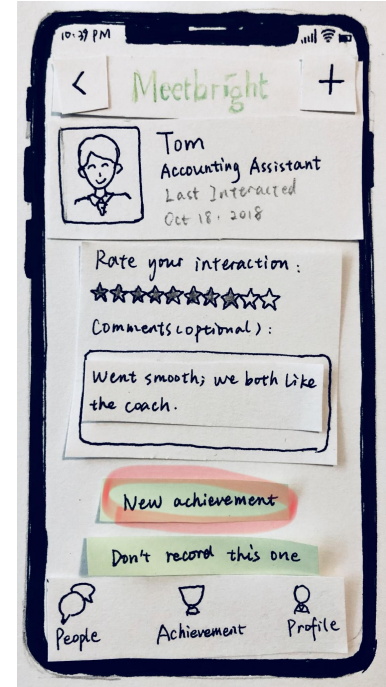 10:39 PM
< Meetbright +
Tom
Accounting Assistant
Last Interacted
Oct 18, 2018
Rate your interaction:
Comments (optional):
Went smooth; we both like
the coach.
New achievement
Don't record this one
People Achievement Profile